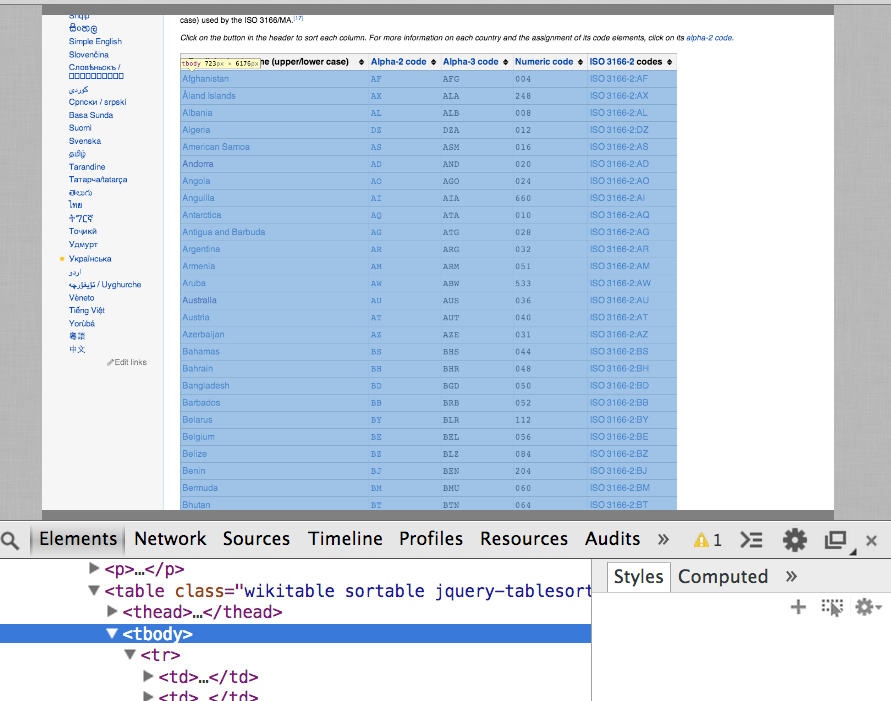 Shqip
සිංහල
Simple English
Slovenčina
Словѣньскъ /
کوردی
Српски / srpski
Basa Sunda
Suomi
Svenska
தமிழ்
Tarandíne
Татарча/tatarça
తెలుగు
ไทย
ትግርኛ
Тоҷикӣ
Удмурт
Українська
اردو
ئۇيغۇرچە / Uyghurche
Vèneto
Tiếng Việt
Yorùbá
粵語
中文
Edit links
case) used by the ISO 3166/MA.[17]
Click on the button in the header to sort each column. For more information on each country and the assignment of its code elements, click on its alpha-2 code.
tbody 723px × 6176px
(upper/lower case) Alpha-2 code Alpha-3 code Numeric code ISO 3166-2 codes
Afghanistan AF AFG 004 ISO 3166-2:AF
Åland Islands AX ALA 248 ISO 3166-2:AX
Albania AL ALB 008 ISO 3166-2:AL
Algeria DZ DZA 012 ISO 3166-2:DZ
American Samoa AS ASM 016 ISO 3166-2:AS
Andorra AD AND 020 ISO 3166-2:AD
Angola AO AGO 024 ISO 3166-2:AO
Anguilla AI AIA 660 ISO 3166-2:AI
Antarctica AQ ATA 010 ISO 3166-2:AQ
Antigua and Barbuda AG ATG 028 ISO 3166-2:AG
Argentina AR ARG 032 ISO 3166-2:AR
Armenia AM ARM 051 ISO 3166-2:AM
Aruba AW ABW 533 ISO 3166-2:AW
Australia AU AUS 036 ISO 3166-2:AU
Austria AT AUT 040 ISO 3166-2:AT
Azerbaijan AZ AZE 031 ISO 3166-2:AZ
Bahamas BS BHS 044 ISO 3166-2:BS
Bahrain BH BHR 048 ISO 3166-2:BH
Bangladesh BD BGD 050 ISO 3166-2:BD
Barbados BB BRB 052 ISO 3166-2:BB
Belarus BY BLR 112 ISO 3166-2:BY
Belgium BE BEL 056 ISO 3166-2:BE
Belize BZ BLZ 084 ISO 3166-2:BZ
Benin BJ BEN 204 ISO 3166-2:BJ
Bermuda BM BMU 060 ISO 3166-2:BM
Bhutan BT BTN 064 ISO 3166-2:BT
Elements Network Sources Timeline Profiles Resources Audits » 1
<p>…</p>
<table class="wikitable sortable jquery-tablesort
<thead>…</thead>
<tbody>
<tr>
<td>…</td>
<td>…</td>
Styles Computed »